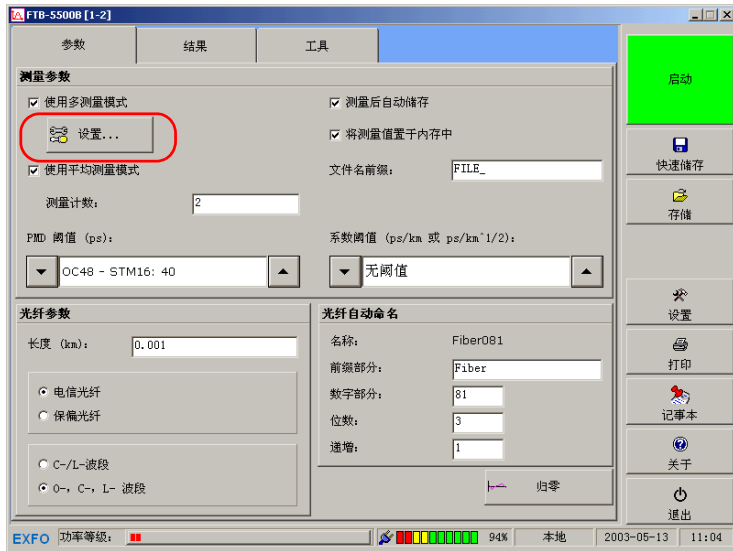 FTB-5500B [1-2]
参数
结果
工具
测量参数
使用多测量模式
设置...
使用平均测量模式
测量计数:
2
测量后自动储存
将测量值置于内存中
文件名前缀:
FILE_
PMD 阈值 (ps):
OC48 - STM16: 40
系数阈值 (ps/km 或 ps/km^1/2):
无阈值
光纤参数
长度 (km):
0.001
电信光纤
保偏光纤
C-/L-波段
O-, C-, L- 波段
光纤自动命名
名称:
Fiber081
前缀部分:
Fiber
数字部分:
81
位数:
3
递增:
1
归零
启动
快速储存
存储
设置
打印
记事本
关于
退出
EXFO
功率等级:
94%
本地
2003-05-13
11:04